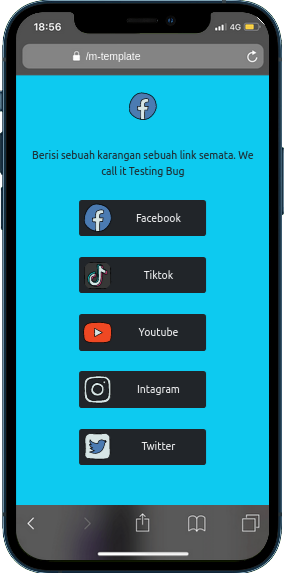 18:56
4G
/m-template
Berisi sebuah karangan sebuah link semata. We
call it Testing Bug
Facebook
Tiktok
Youtube
Intagram
Twitter